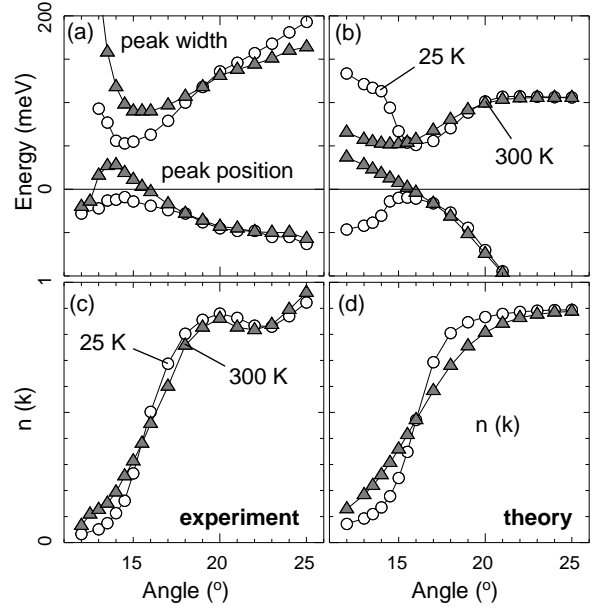 200
(a)
peak width
(b)
25 K
Energy (meV)
300 K
peak position
0
1
(c)
(d)
25 K
300 K
n (k)
n (k)
experiment
theory
0
15 20 25
15 20 25
Angle (º)
Angle (º)